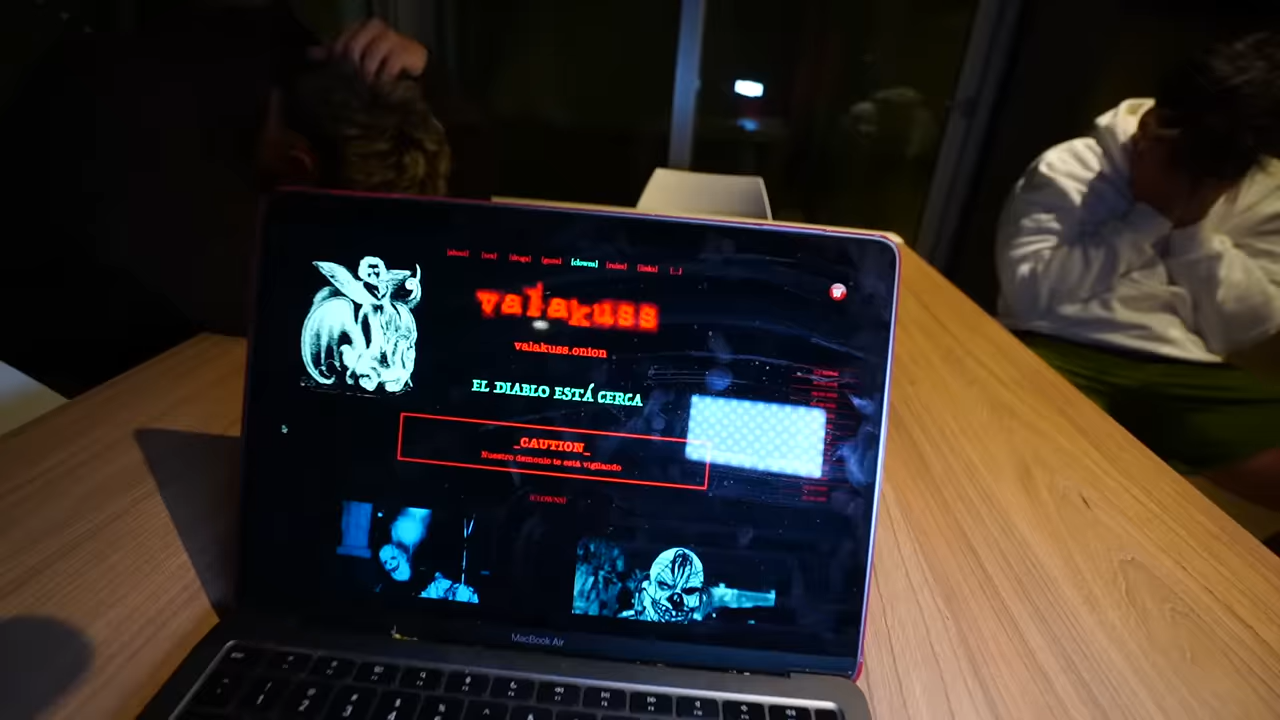 [about] [sex] [drugs] [guns] [clowns] [rules] [links] [...]
valakuss
valakuss.onion
EL DIABLO ESTÁ CERCA
_CAUTION_
Nuestro demonio te está vigilando
[CLOWNS]
MacBook Air